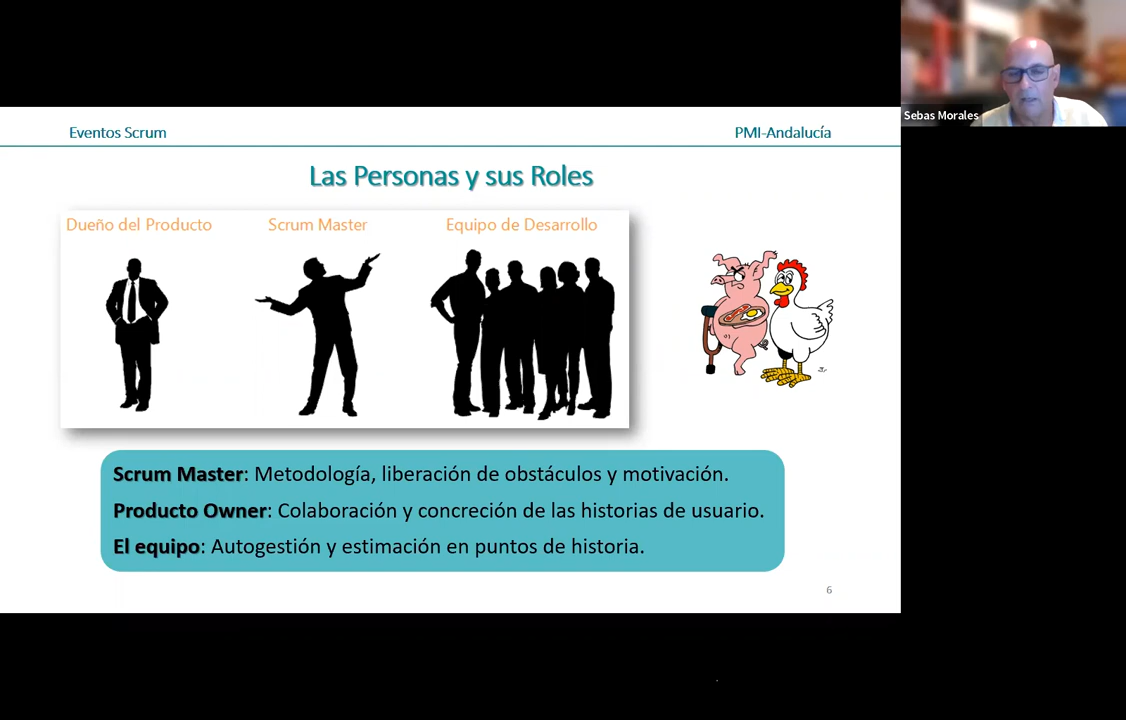 Sebas Morales
Eventos Scrum
PMI-Andalucía
Las Personas y sus Roles
Dueño del Producto
Scrum Master
Equipo de Desarrollo
Scrum Master: Metodología, liberación de obstáculos y motivación.
Producto Owner: Colaboración y concreción de las historias de usuario.
El equipo: Autogestión y estimación en puntos de historia.
6